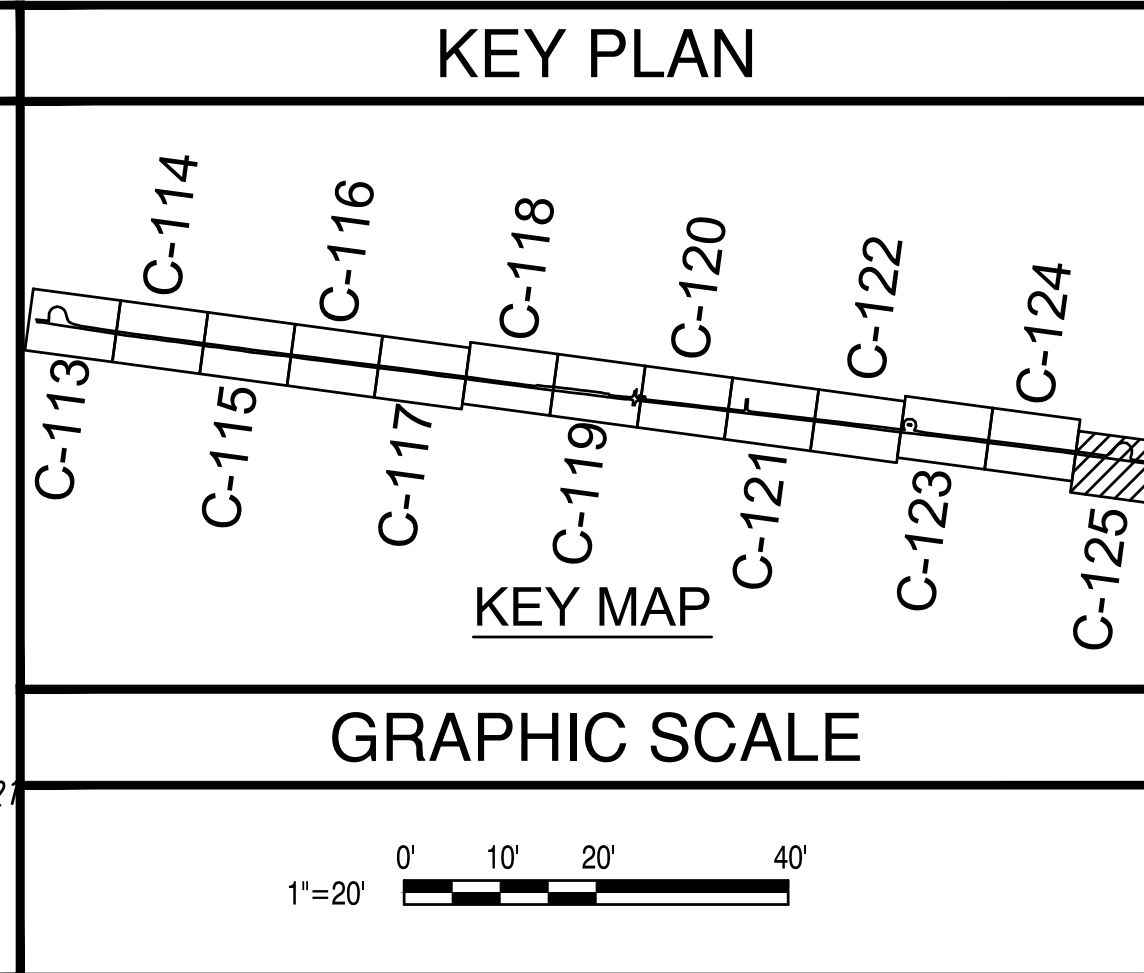 KEY PLAN
C-114
C-116
C-118
C-120
C-122
C-124
C-113
C-115
C-117
C-119
C-121
C-123
C-125
KEY MAP
GRAPHIC SCALE
0' 10' 20' 40'
1"=20'